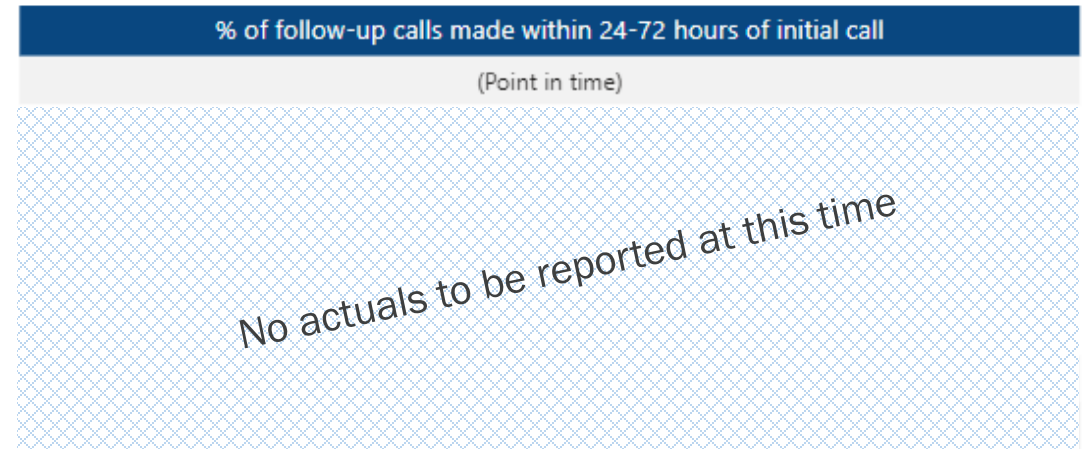 % of follow-up calls made within 24-72 hours of initial call
(Point in time)
No actuals to be reported at this time